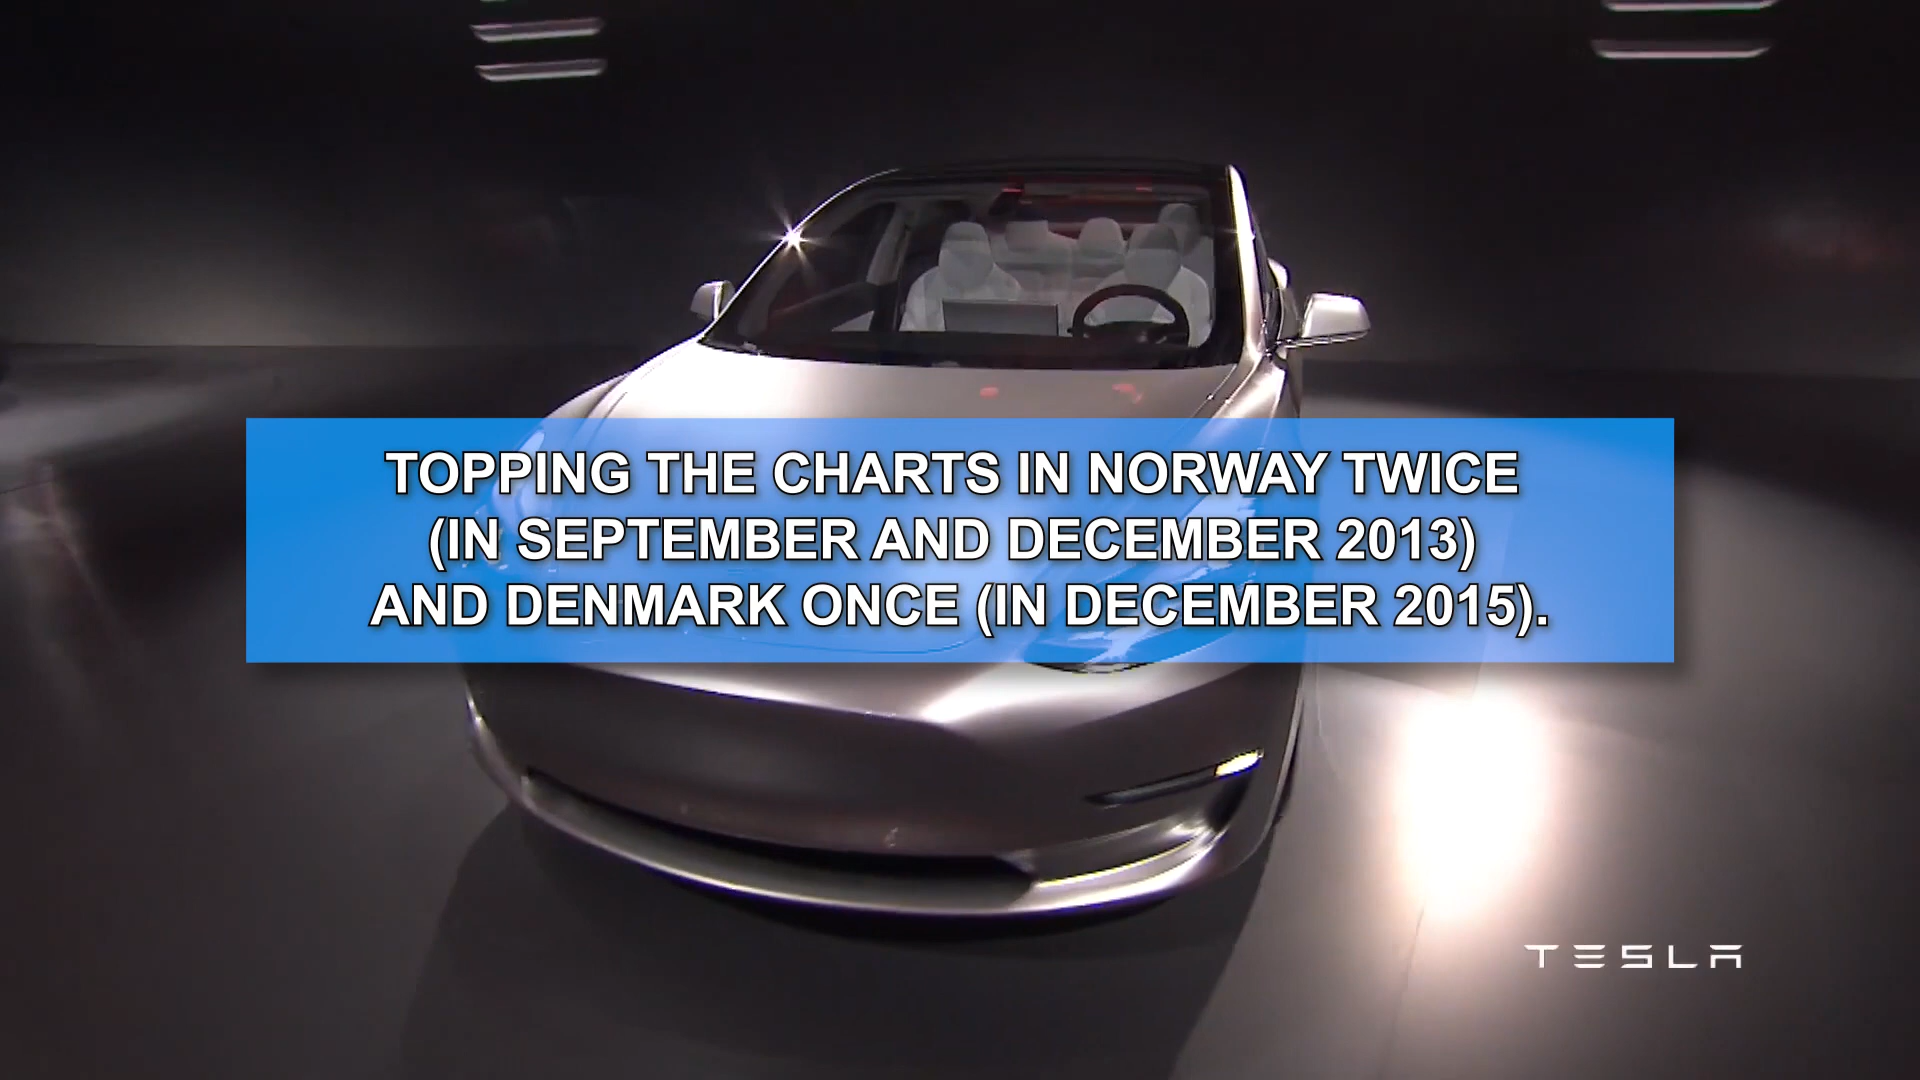 TOPPING THE CHARTS IN NORWAY TWICE
(IN SEPTEMBER AND DECEMBER 2013)
AND DENMARK ONCE (IN DECEMBER 2015).
TESLA